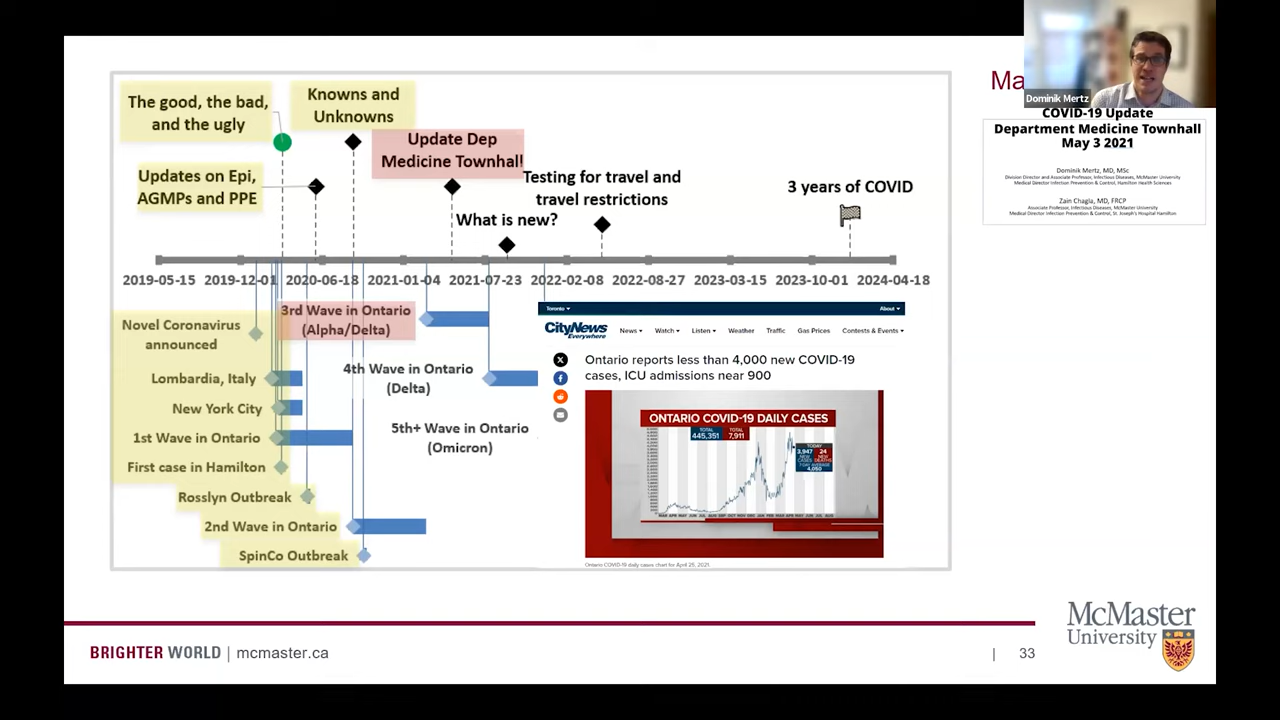 Ma
Dominik Mertz
COVID-19 Update
Department Medicine Townhall
May 3 2021
Dominik Mertz, MD, MSc
Division Director and Associate Professor, Infectious Diseases, McMaster University
Medical Director Infection Prevention & Control, Hamilton Health Sciences
Zain Chagla, MD, FRCP
Associate Professor, Infectious Diseases, McMaster University
Medical Director Infection Prevention & Control, St. Joseph's Hospital Hamilton
The good, the bad,
and the ugly
Knowns and
Unknowns
Update Dep
Medicine Townhall
Updates on Epi,
AGMPs and PPE
Testing for travel and
travel restrictions
What is new?
3 years of COVID
2019-05-15 2019-12-01 2020-06-18 2021-01-04 2021-07-23 2022-02-08 2022-08-27 2023-03-15 2023-10-01 2024-04-18
Novel Coronavirus
announced
Lombardia, Italy
New York City
1st Wave in Ontario
First case in Hamilton
Rosslyn Outbreak
2nd Wave in Ontario
SpinCo Outbreak
3rd Wave in Ontario
(Alpha/Delta)
4th Wave in Ontario
(Delta)
5th+ Wave in Ontario
(Omicron)
Toronto About
CityNews
Everywhere
News Watch Listen Weather Traffic Gas Prices Contests & Events
Ontario reports less than 4,000 new COVID-19
cases, ICU admissions near 900
ONTARIO COVID-19 DAILY CASES
TOTAL TOTAL
445,351 7,911
TODAY
3,947 24
NEW NEW
CASES DEATHS
7 DAY AVERAGE
4,050
Ontario COVID-19 daily cases chart for April 25, 2021.
BRIGHTER WORLD | mcmaster.ca
| 33
McMaster
University